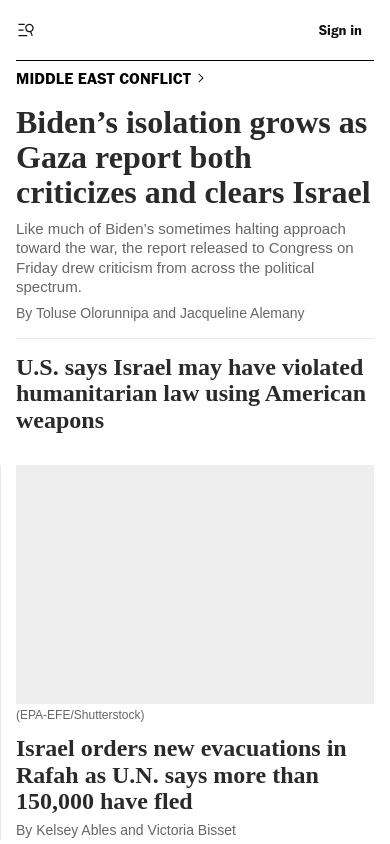 Sign in
MIDDLE EAST CONFLICT
Biden’s isolation grows as
Gaza report both
criticizes and clears Israel
Like much of Biden’s sometimes halting approach
toward the war, the report released to Congress on
Friday drew criticism from across the political
spectrum.
By Toluse Olorunnipa and Jacqueline Alemany
U.S. says Israel may have violated
humanitarian law using American
weapons
(EPA-EFE/Shutterstock)
Israel orders new evacuations in
Rafah as U.N. says more than
150,000 have fled
By Kelsey Ables and Victoria Bisset